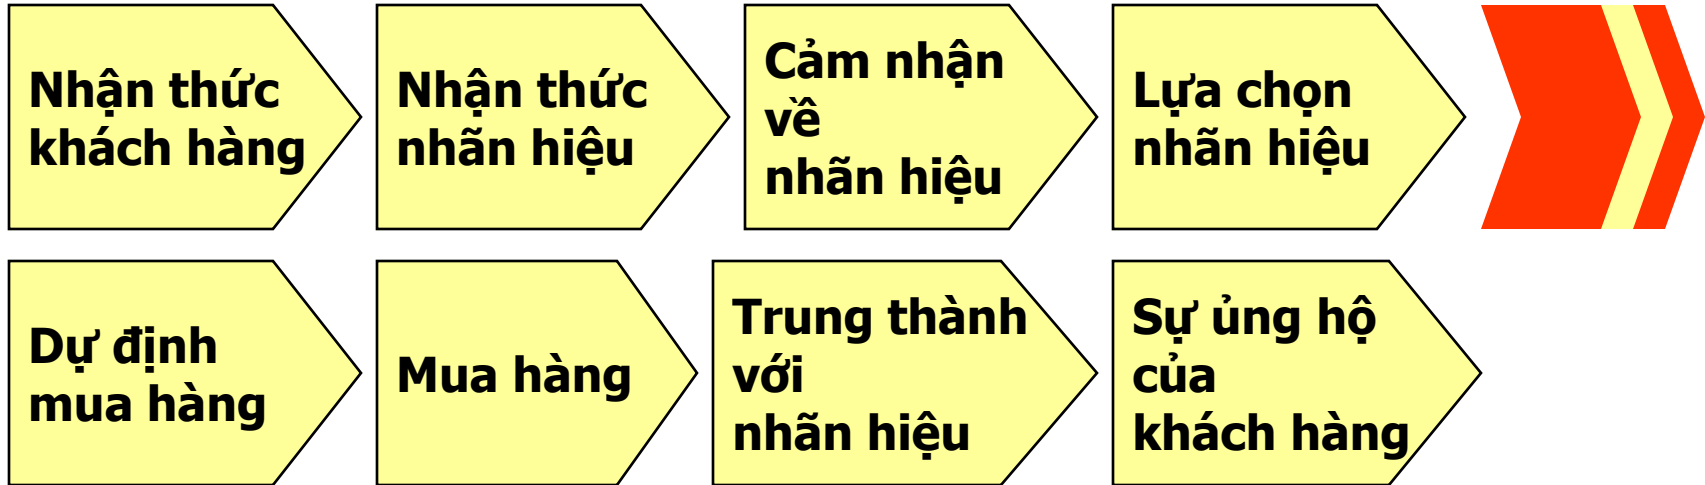 Nhận thức
khách hàng
Nhận thức
nhãn hiệu
Cảm nhận
về
nhãn hiệu
Lựa chọn
nhãn hiệu
Dự định
mua hàng
Mua hàng
Trung thành
với
nhãn hiệu
Sự ủng hộ
của
khách hàng